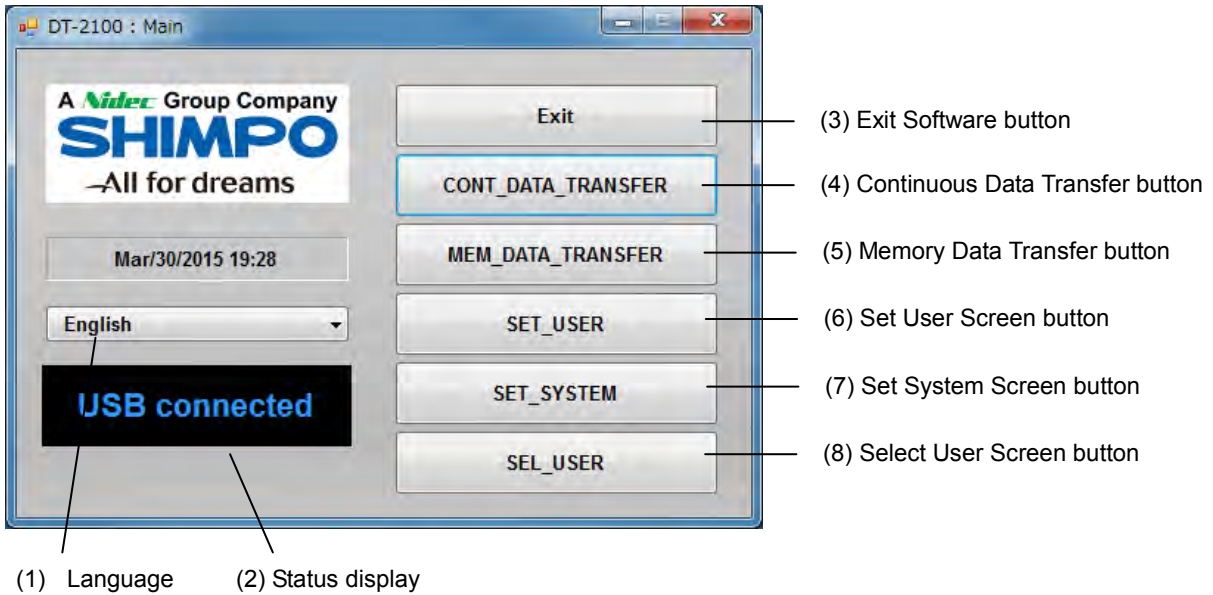 DT-2100 : Main
A Nidec Group Company
SHIMPO
All for dreams
Mar/30/2015 19:28
English
USB connected
Exit
CONT_DATA_TRANSFER
MEM_DATA_TRANSFER
SET_USER
SET_SYSTEM
SEL_USER
(3) Exit Software button
(4) Continuous Data Transfer button
(5) Memory Data Transfer button
(6) Set User Screen button
(7) Set System Screen button
(8) Select User Screen button
(1) Language
(2) Status display